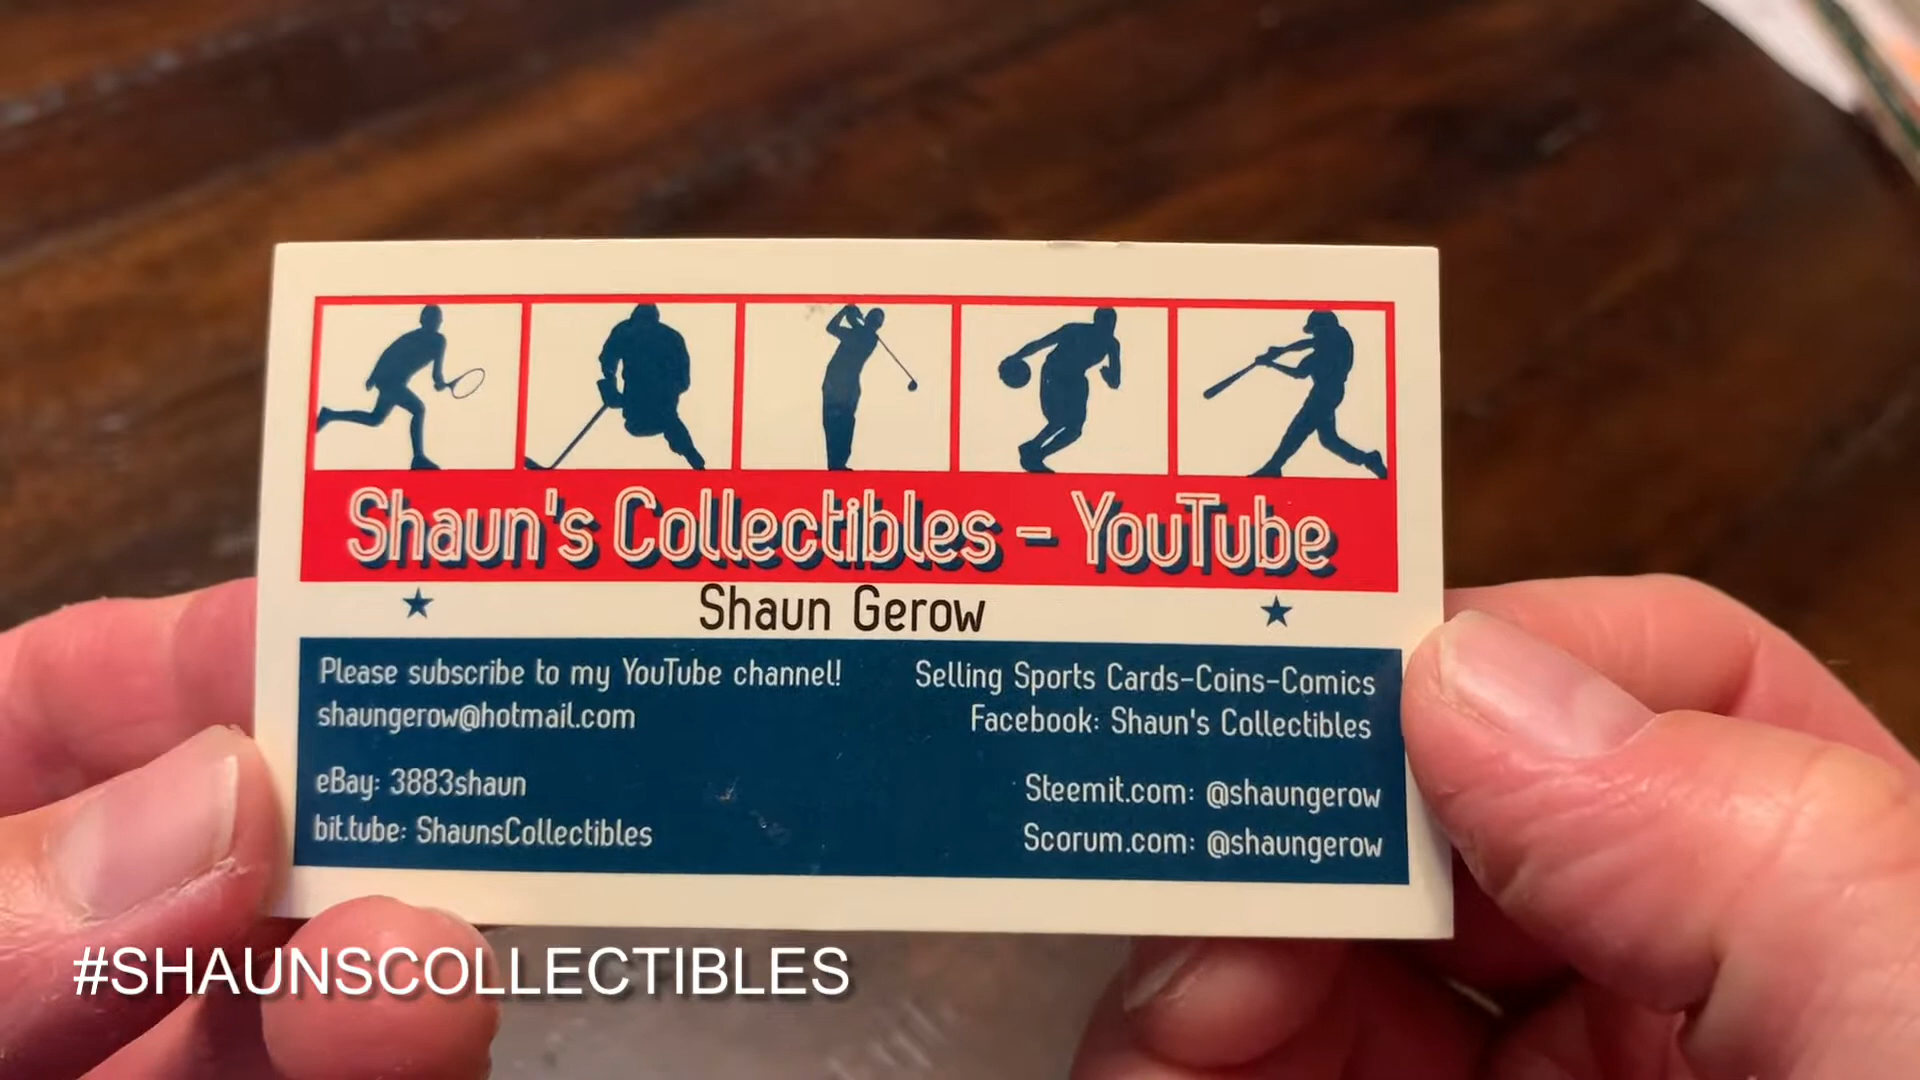 Shaun's Collectibles - YouTube
Shaun Gerow
Please subscribe to my YouTube channel!
shaungerow@hotmail.com
eBay: 3883shaun
bit.tube: ShaunsCollectibles
Selling Sports Cards-Coins-Comics
Facebook: Shaun's Collectibles
Steemit.com: @shaungerow
Scorum.com: @shaungerow
#SHAUNSCOLLECTIBLES